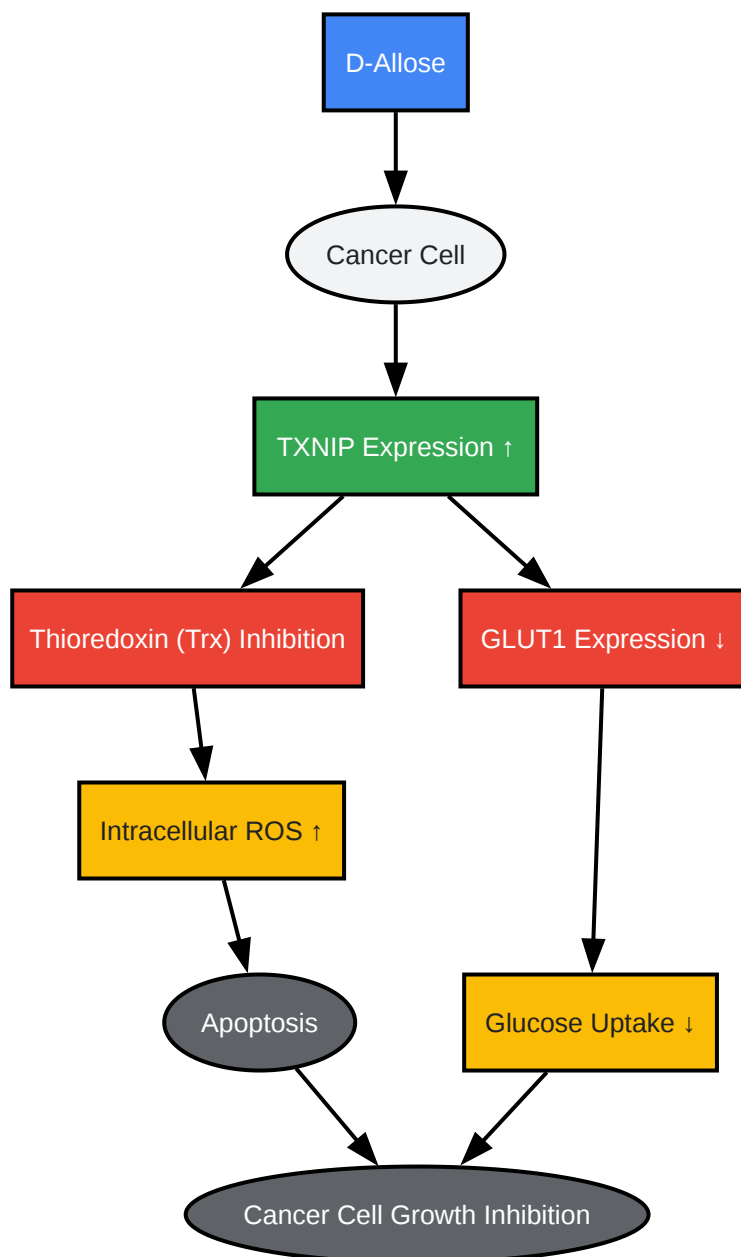 D-Allose
Cancer Cell
TXNIP Expression ↑
Thioredoxin (Trx) Inhibition
GLUT1 Expression ↓
Intracellular ROS ↑
Apoptosis
Glucose Uptake ↓
Cancer Cell Growth Inhibition